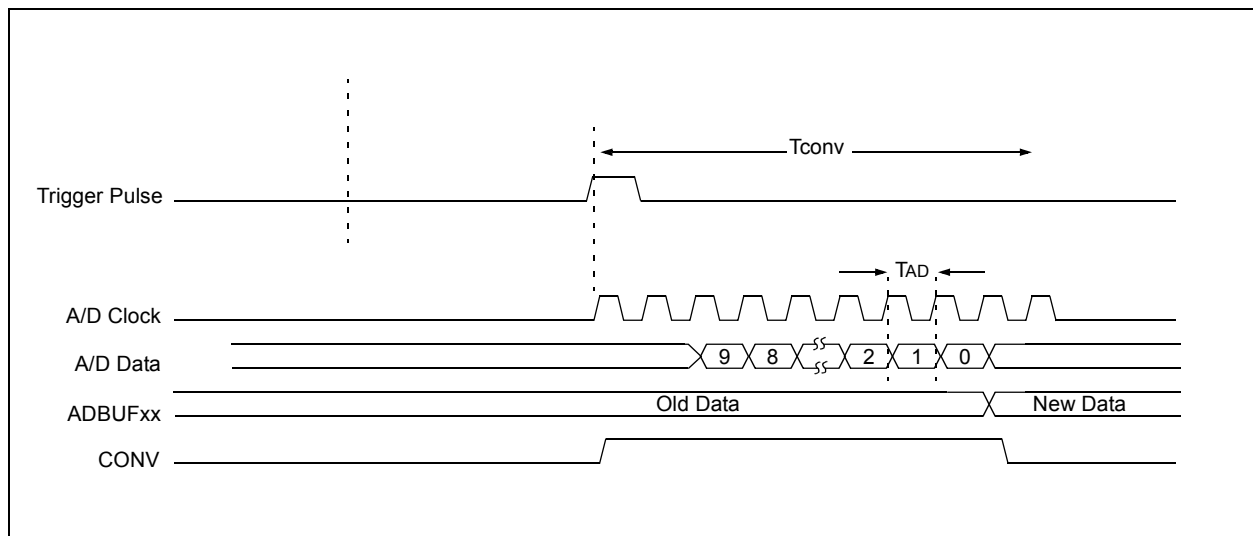 Tconv
Trigger Pulse
TAD
A/D Clock
A/D Data
9 8 2 1 0
ADBUFxx
Old Data
New Data
CONV